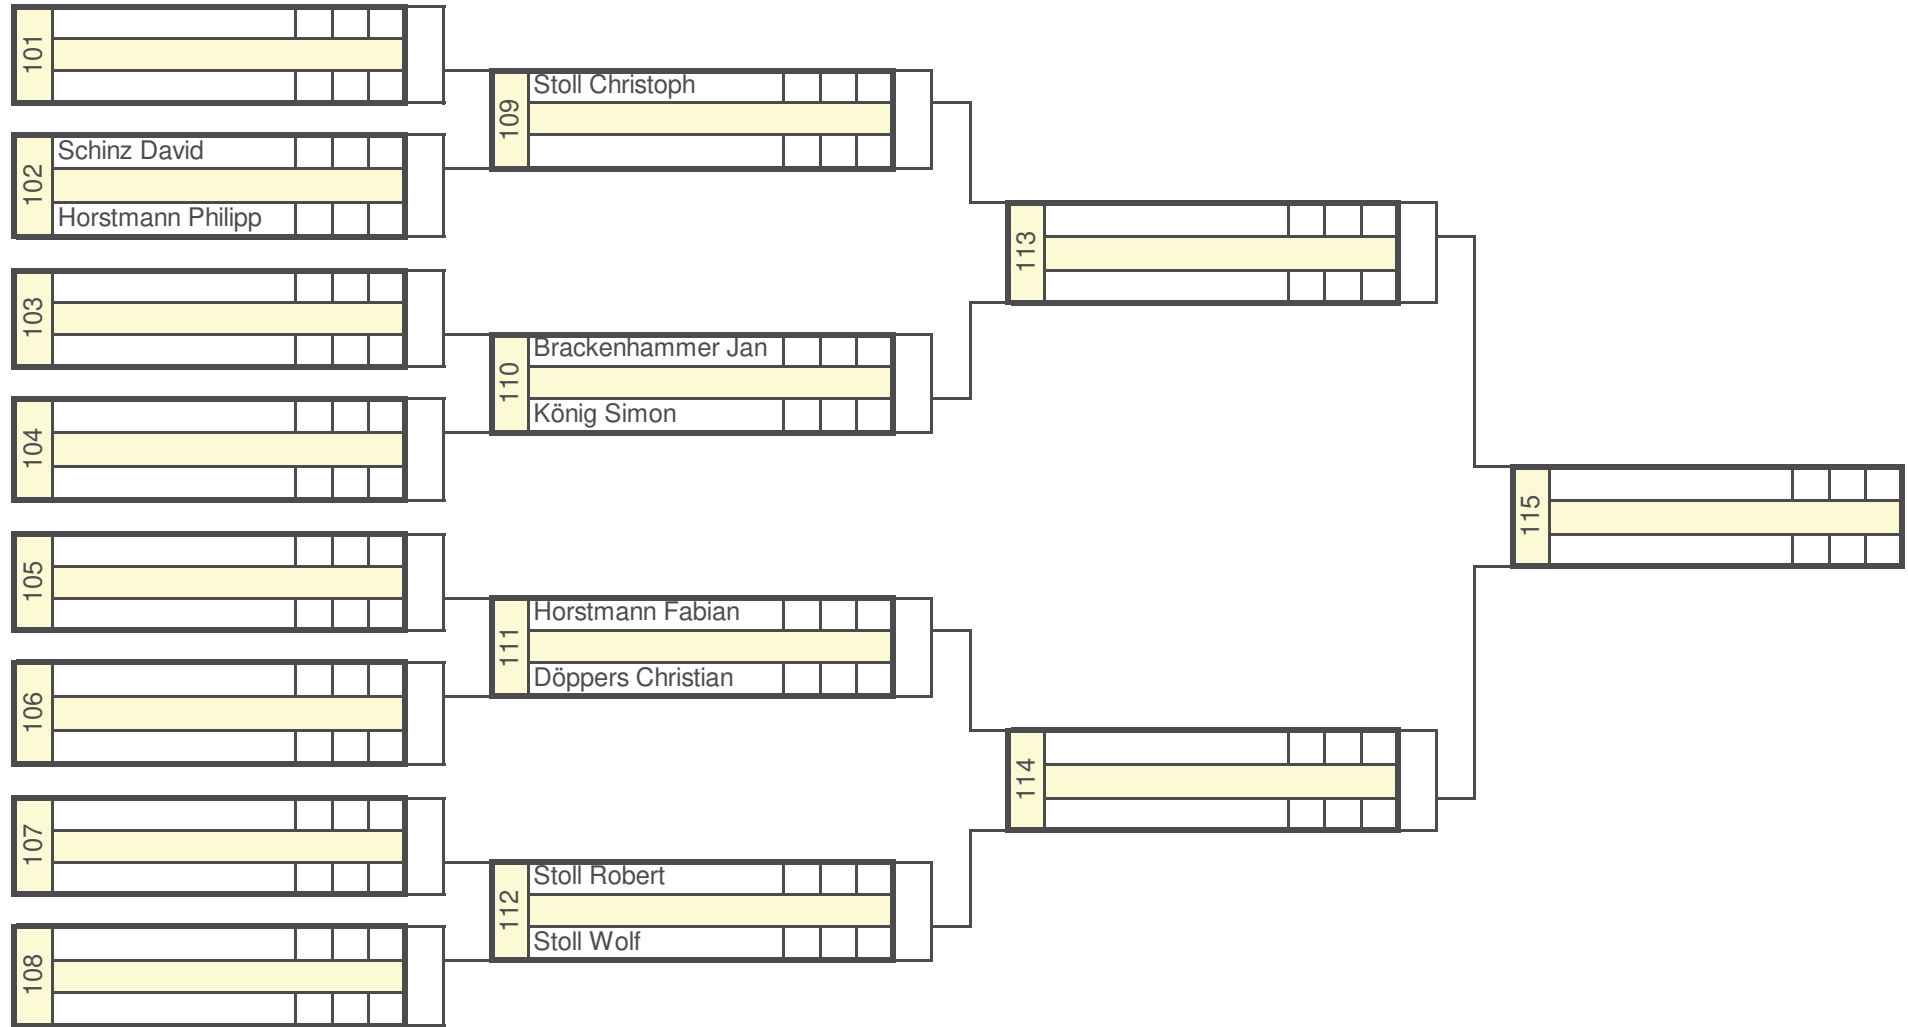 101
102
Schinz David
Horstmann Philipp
103
104
105
106
107
108
109
Stoll Christoph
110
Brackenhammer Jan
König Simon
111
Horstmann Fabian
Döppers Christian
112
Stoll Robert
Stoll Wolf
113
114
115